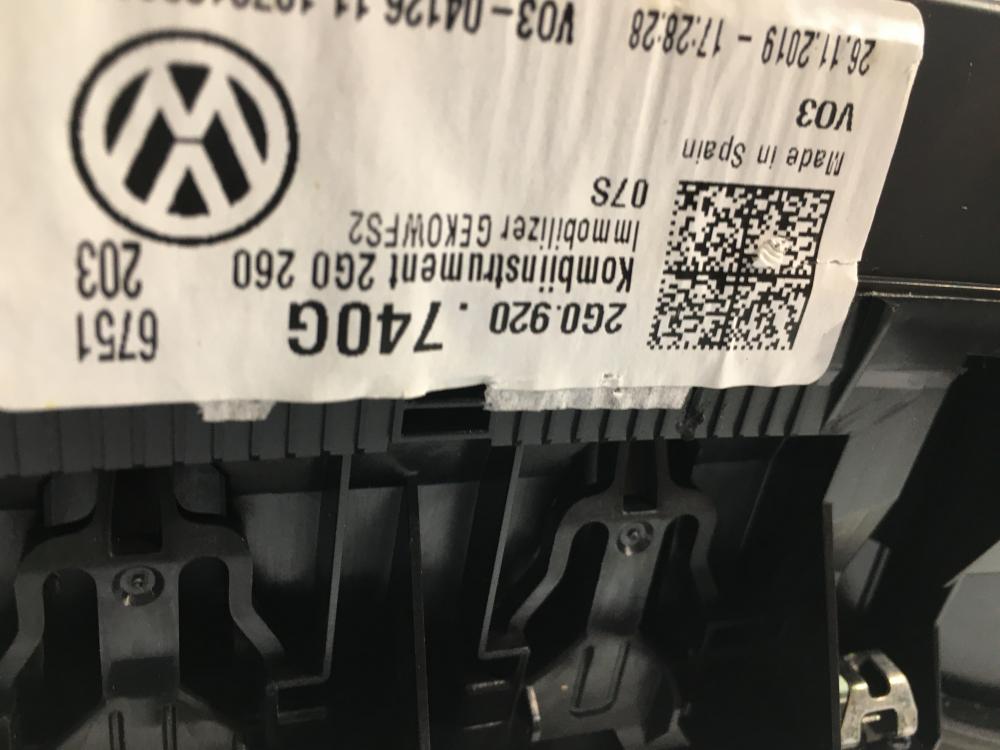 2G0.920 . 740G
6751
Kombiinstrument 2G0 260
203
Immobilizer GEKOWFS2
07S
Made in Spain
V03
26.11.2019 - 17:28:28